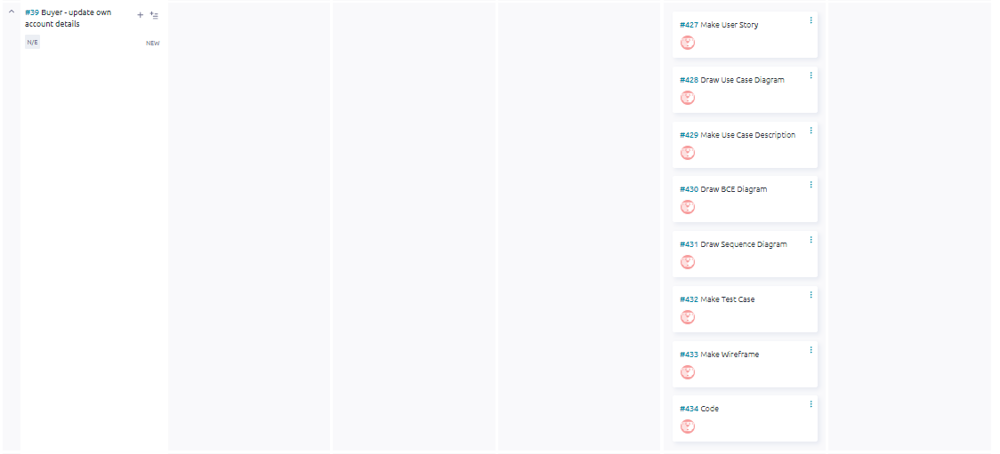 #39 Buyer - update own
account details
N/E
NEW
#427 Make User Story
#428 Draw Use Case Diagram
#429 Make Use Case Description
#430 Draw BCE Diagram
#431 Draw Sequence Diagram
#432 Make Test Case
#433 Make Wireframe
#434 Code